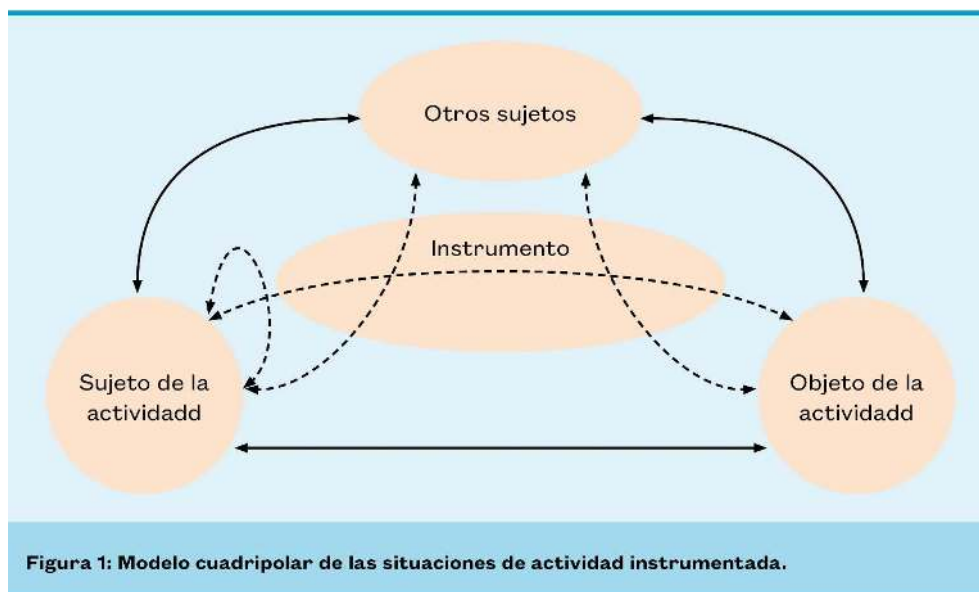 Otros sujetos
Instrumento
Sujeto de la
actividadd
Objeto de la
actividadd
Figura 1: Modelo cuadripolar de las situaciones de actividad instrumentada.